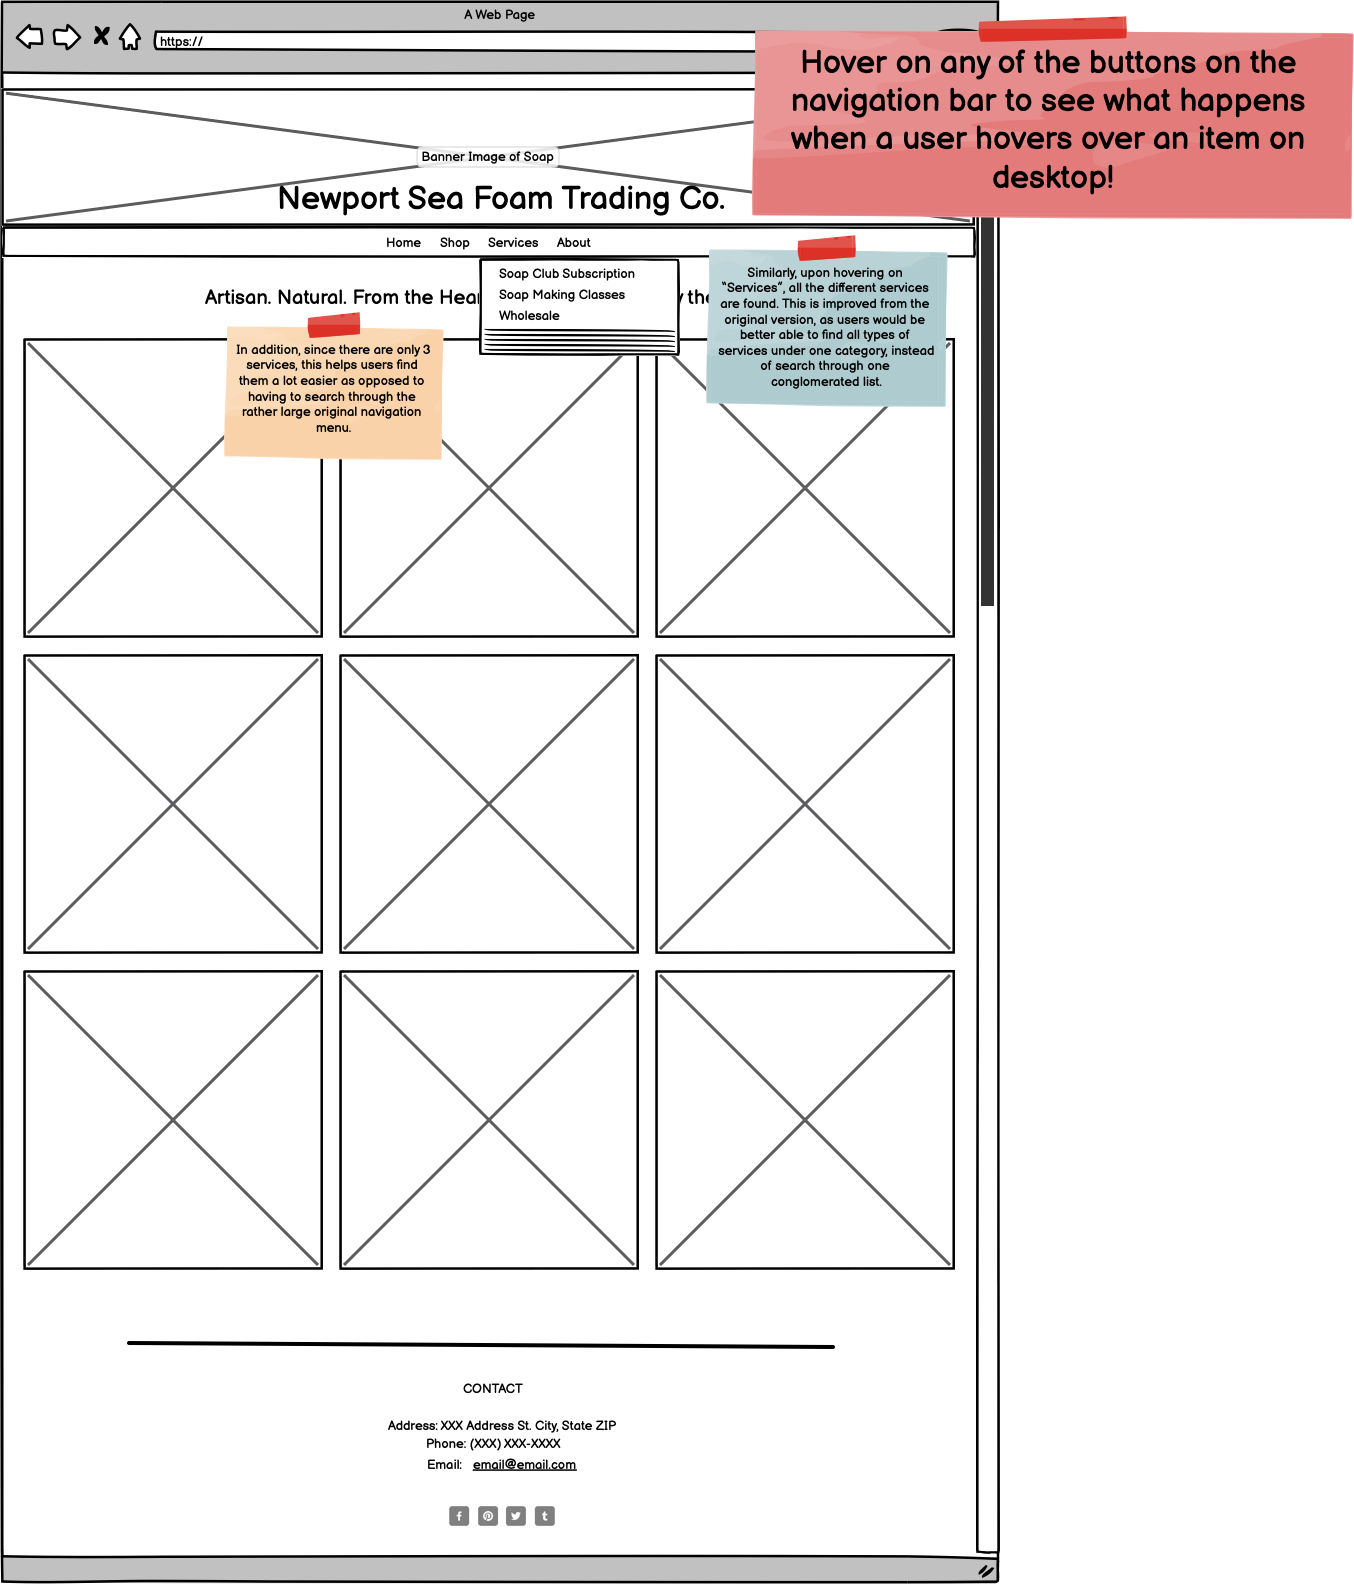 A Web Page
https://
Hover on any of the buttons on the
navigation bar to see what happens
when a user hovers over an item on
desktop!
Banner Image of Soap
Newport Sea Foam Trading Co.
Home Shop Services About
Soap Club Subscription
Soap Making Classes
Wholesale
Artisan. Natural. From the
Similarly, upon hovering on
“Services”, all the different services
are found. This is improved from the
original version, as users would be
better able to find all types of
services under one category, instead
of search through one
conglomerated list.
In addition, since there are only 3
services, this helps users find
them a lot easier as opposed to
having to search through the
rather large original navigation
menu.
CONTACT
Address: XXX Address St. City, State ZIP
Phone: (XXX) XXX-XXXX
Email: email@email.com